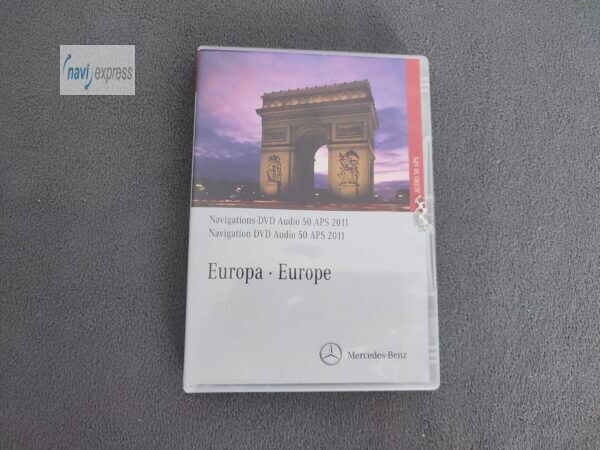 navi express
AUDIO 50 APS
Navigations-DVD Audio 50 APS 2011
Navigation DVD Audio 50 APS 2011
Europa · Europe
Mercedes-Benz